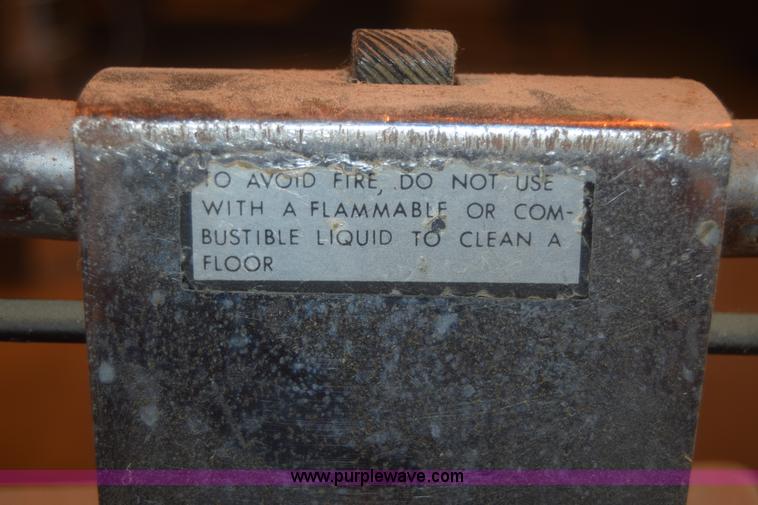 TO AVOID FIRE, DO NOT USE
WITH A FLAMMABLE OR COM-
BUSTIBLE LIQUID TO CLEAN A
FLOOR
www.purplewave.com